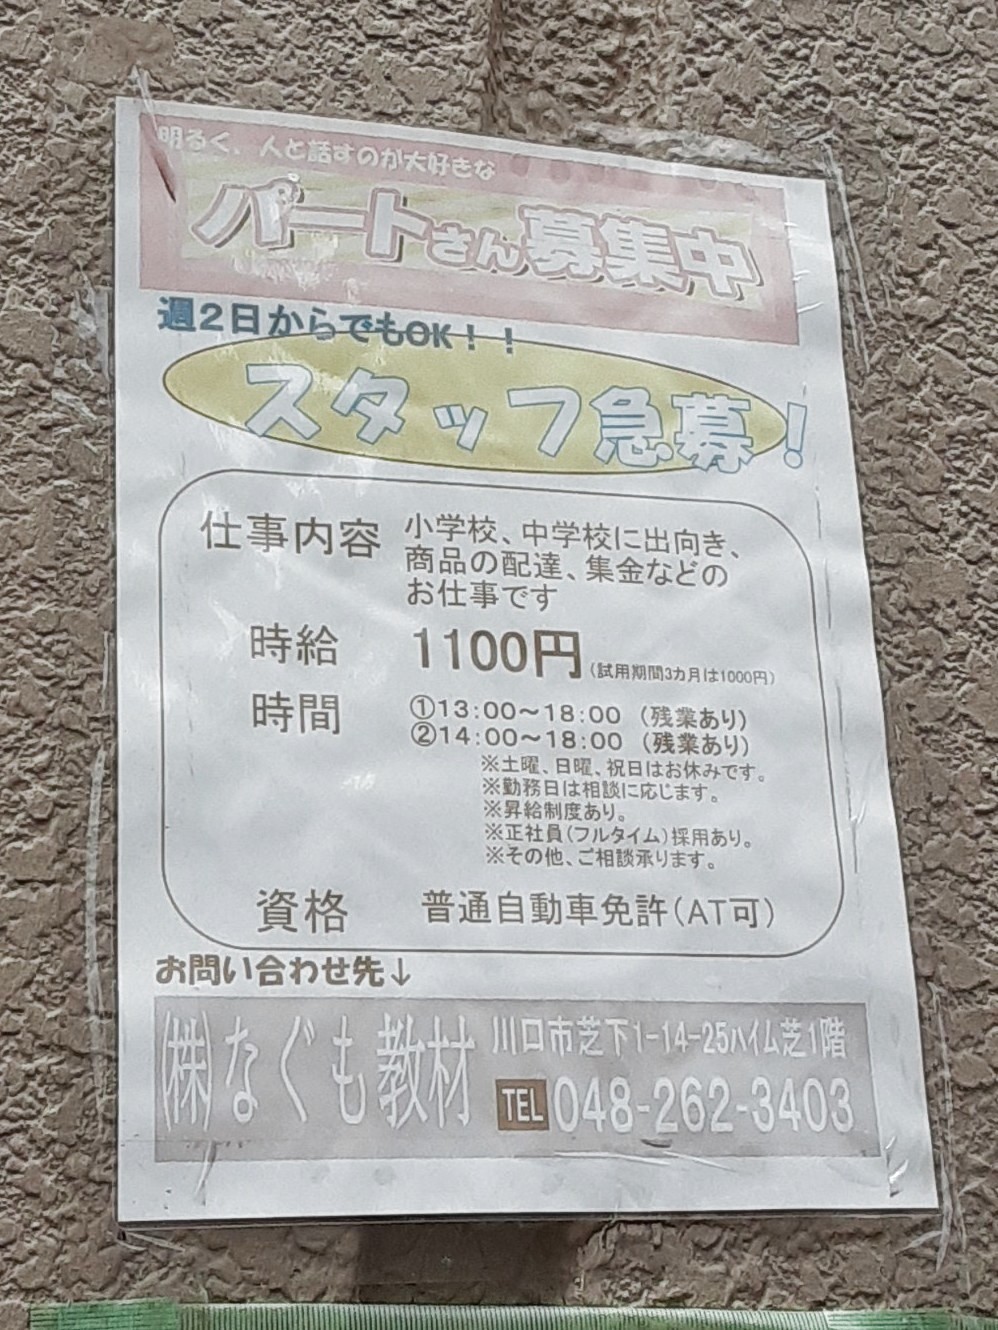 明るく、人と話すのが大好きな
パートさん募集中
週2日からでもOK！！
スタッフ急募！
仕事内容 小学校、中学校に出向き、
商品の配達、集金などの
お仕事です
時給 1100円（試用期間3カ月は1000円）
時間 ①13:00〜18:00（残業あり）
②14:00〜18:00（残業あり）
※土曜、日曜、祝日はお休みです。
※勤務日は相談に応じます。
※昇給制度あり。
※正社員（フルタイム）採用あり。
※その他、ご相談承ります。
資格 普通自動車免許（AT可）
お問い合わせ先↓
㈱なぐも教材 川口市芝下1-14-25ハイム芝1階
TEL 048-262-3403